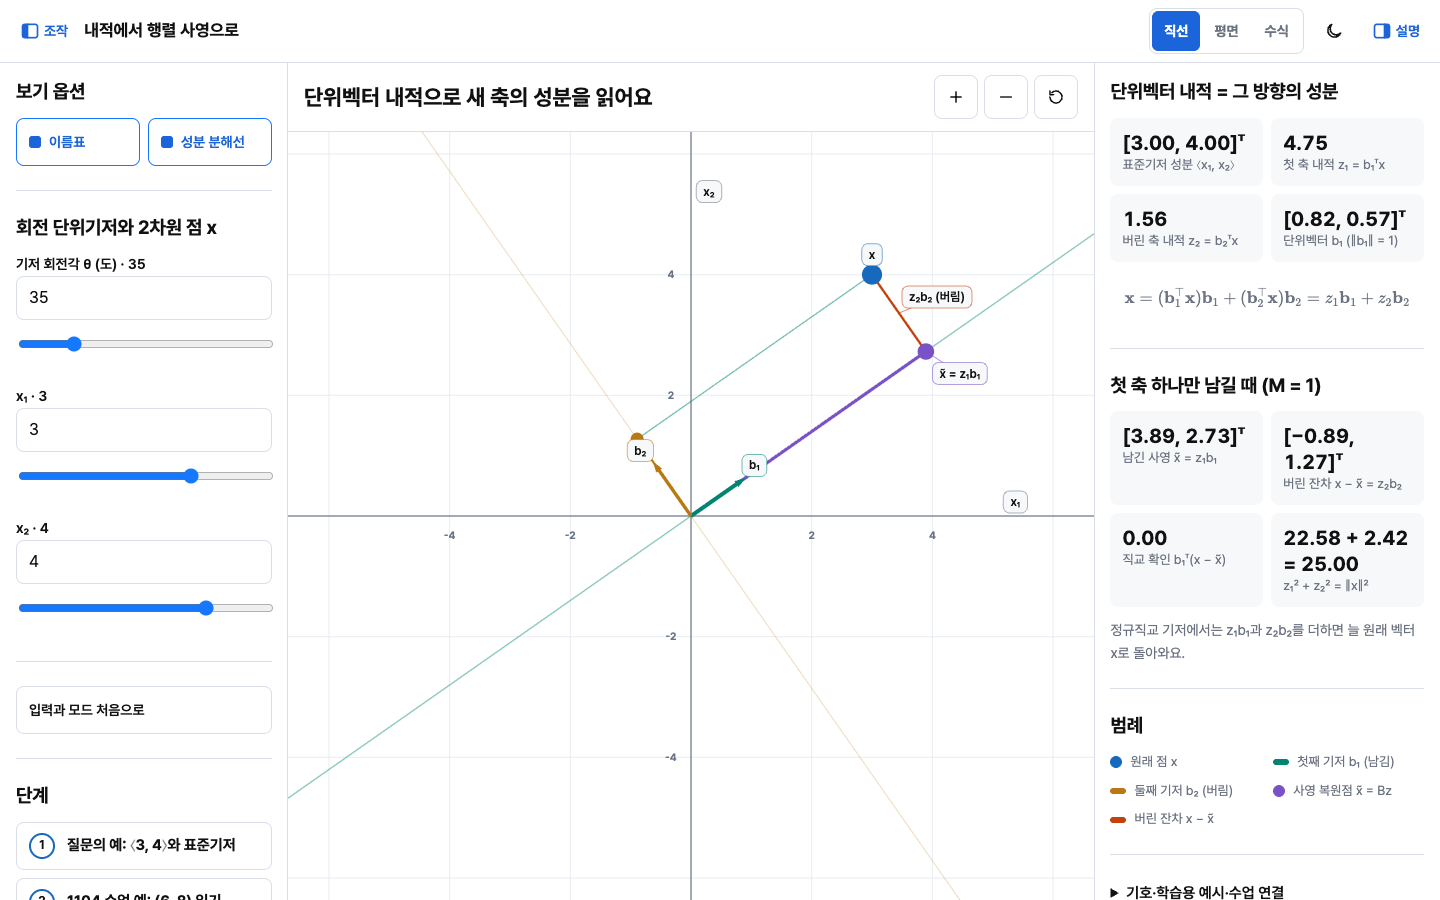 조작
내적에서 행렬 사영으로
직선
평면
수식
설명
보기 옵션
이름표
성분 분해선
회전 단위기저와 2차원 점 x
기저 회전각 θ (도) · 35
35
x₁ · 3
3
x₂ · 4
4
입력과 모드 처음으로
단계
1
질문의 예: ⟨3, 4⟩와 표준기저
단위벡터 내적으로 새 축의 성분을 읽어요
+
−
x₂
x
4
z₂b₂ (버림)
x̃ = z₁b₁
2
b₂
b₁
x₁
-4
-2
2
4
-2
-4
단위벡터 내적 = 그 방향의 성분
[3.00, 4.00]ᵀ
표준기저 성분 ⟨x₁, x₂⟩
4.75
첫 축 내적 z₁ = b₁ᵀx
1.56
버린 축 내적 z₂ = b₂ᵀx
[0.82, 0.57]ᵀ
단위벡터 b₁ (‖b₁‖ = 1)
x = (b₁⊤x)b₁ + (b₂⊤x)b₂ = z₁b₁ + z₂b₂
첫 축 하나만 남길 때 (M = 1)
[3.89, 2.73]ᵀ
남긴 사영 x̃ = z₁b₁
[−0.89,
1.27]ᵀ
버린 잔차 x − x̃ = z₂b₂
0.00
직교 확인 b₁ᵀ(x − x̃)
22.58 + 2.42
= 25.00
z₁² + z₂² = ‖x‖²
정규직교 기저에서는 z₁b₁과 z₂b₂를 더하면 늘 원래 벡터
x로 돌아와요.
범례
원래 점 x
첫째 기저 b₁ (남김)
둘째 기저 b₂ (버림)
사영 복원점 x̃ = Bz
버린 잔차 x − x̃
기호·학습용 예시·수업 연결